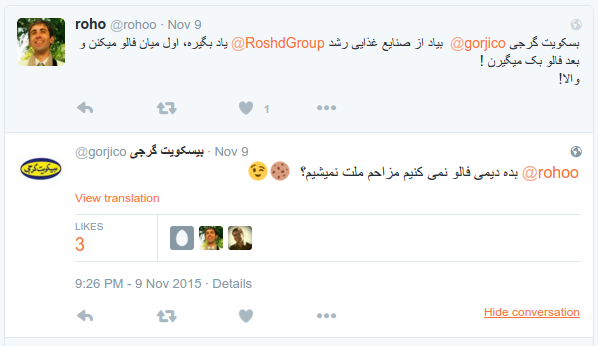 roho @rohoo · Nov 9
بسکویت گرجی @gorjico بیاد از صنایع غذایی رشد @RoshdGroup یاد بگیره، اول میان فالو میکنن و
بعد فالو بک میگیرن !
والا!
1
بیسکویت گرجی @gorjico · Nov 9
@rohoo بده دیمی فالو نمی کنیم مزاحم ملت نمیشیم؟ 🍪😉
View translation
LIKES
3
9:26 PM - 9 Nov 2015 · Details
Hide conversation
بیسکویت گرجی